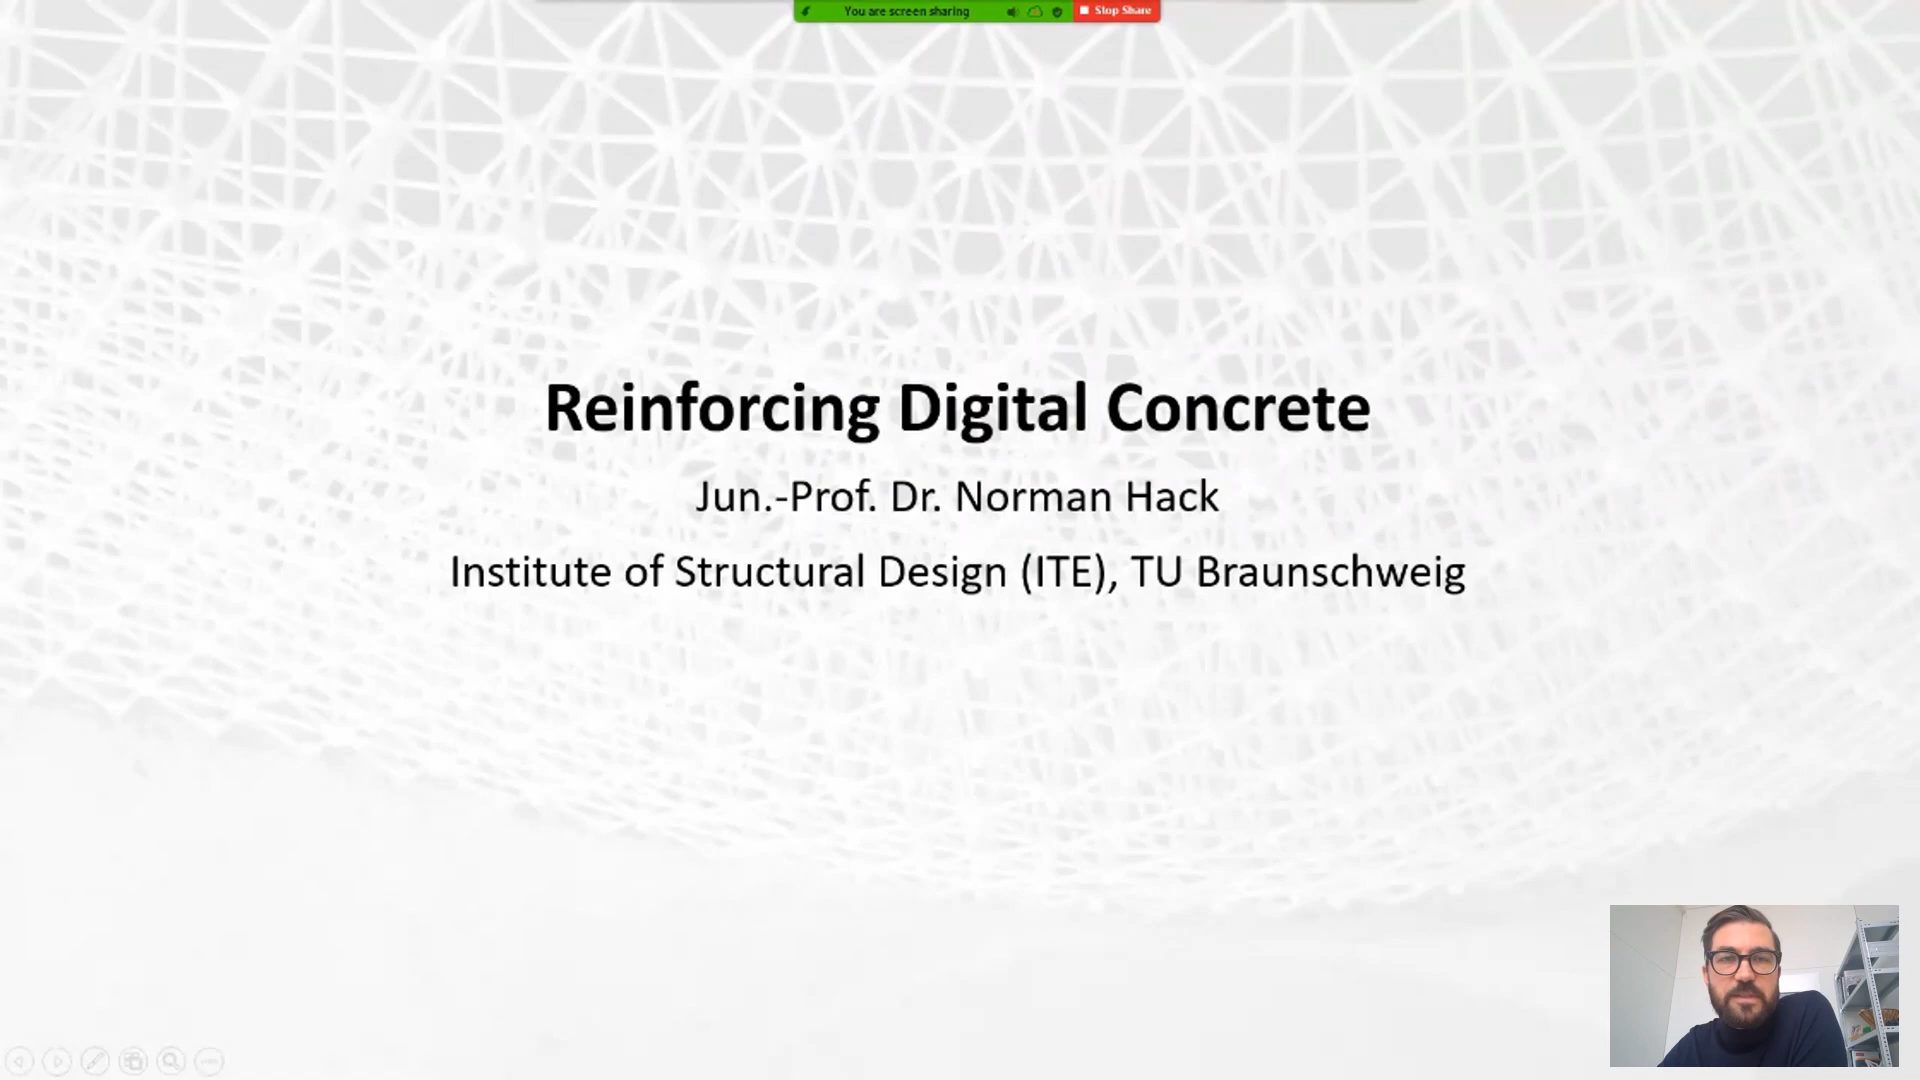 You are screen sharing
Stop Share
Reinforcing Digital Concrete
Jun.-Prof. Dr. Norman Hack
Institute of Structural Design (ITE), TU Braunschweig